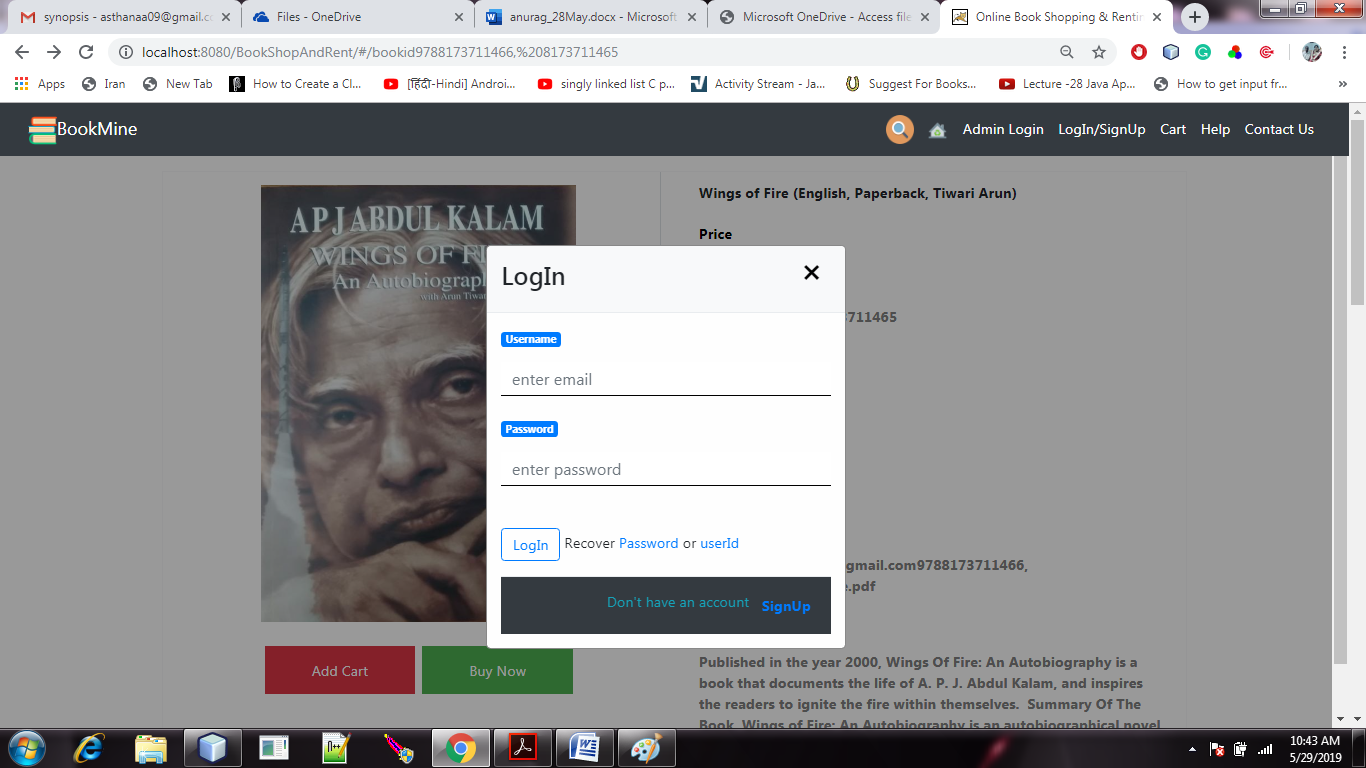 synopsis - asthanaa09@gmail.co
Files - OneDrive
anurag_28May.docx - Microsoft
Microsoft OneDrive - Access file
Online Book Shopping & Rentin
localhost:8080/BookShopAndRent/#/bookid9788173711466,%208173711465
Apps
Iran
New Tab
How to Create a Cl...
[हिंदी-Hindi] Androi...
singly linked list C p...
Activity Stream - Ja...
Suggest For Books...
Lecture -28 Java Ap...
How to get input fr...
»
BookMine
Admin Login
LogIn/SignUp
Cart
Help
Contact Us
A P J ABDUL KALAM
WINGS OF FI
An Autobiograph
with Arun Tiwar
Wings of Fire (English, Paperback, Tiwari Arun)
Price
3711465
gmail.com9788173711466,
e.pdf
Published in the year 2000, Wings Of Fire: An Autobiography is a
book that documents the life of A. P. J. Abdul Kalam, and inspires
the readers to ignite the fire within themselves. Summary Of The
Book Wings of Fire: An Autobiography is an autobiographical novel
LogIn
Username
enter email
Password
enter password
LogIn Recover Password or userId
Don't have an account SignUp
Add Cart
Buy Now
10:43 AM
5/29/2019